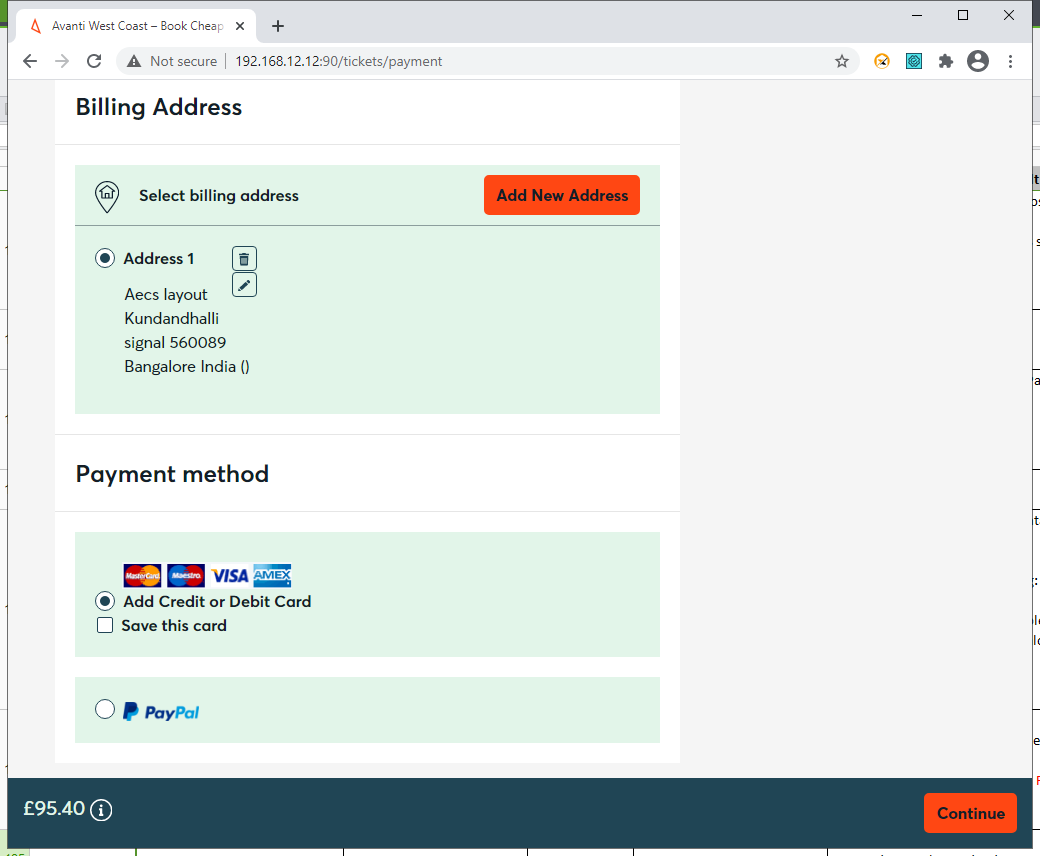 Avanti West Coast – Book Cheap
Not secure
192.168.12.12:90/tickets/payment
Billing Address
Select billing address
Add New Address
Address 1
Aecs layout
Kundandhalli
signal 560089
Bangalore India ()
Payment method
MasterCard Maestro VISA AMEX
Add Credit or Debit Card
Save this card
PayPal
£95.40
Continue